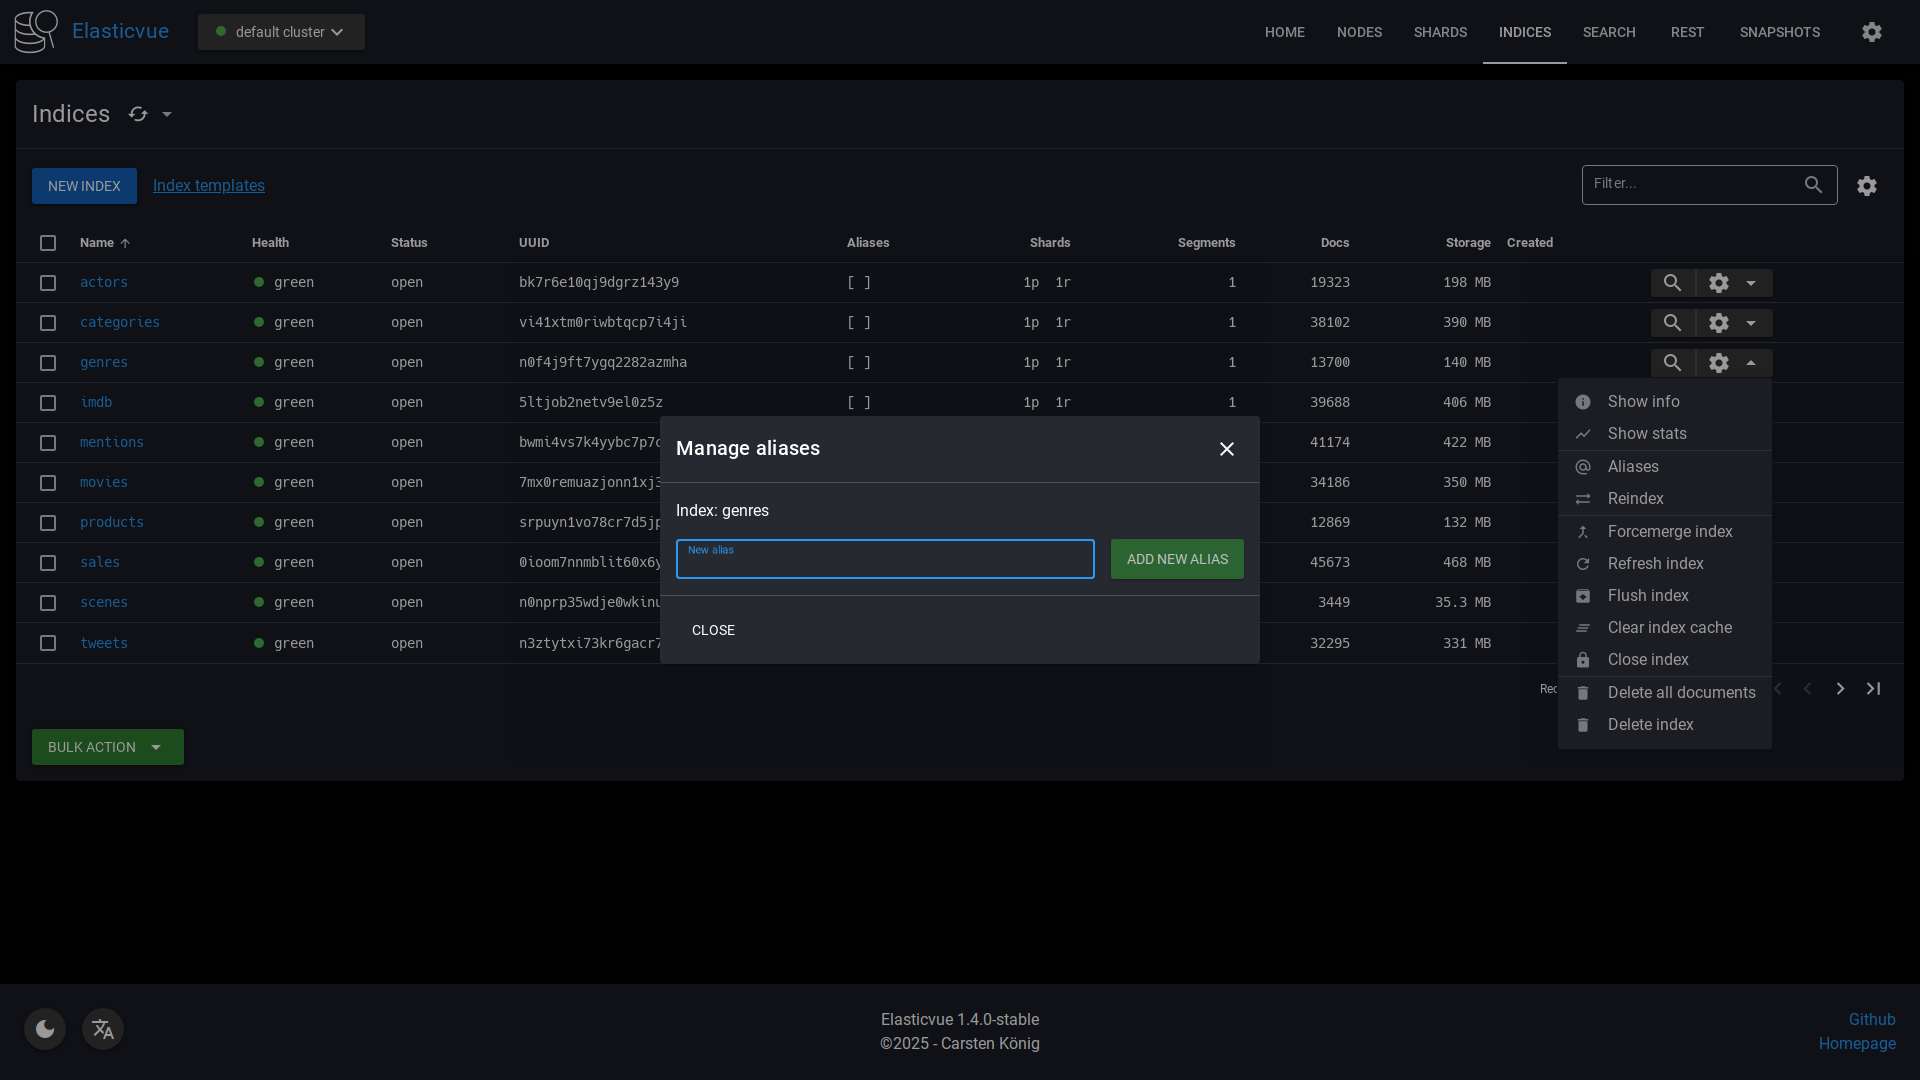 Elasticvue default cluster HOME NODES SHARDS INDICES SEARCH REST SNAPSHOTS
Indices
NEW INDEX Index templates Filter...
Name Health Status UUID Aliases Shards Segments Docs Storage Created
actors green open bk7r6e10qj9dgrz143y9 [ ] 1p 1r 1 19323 198 MB
categories green open vi41xtm0riwbtqcp7i4ji [ ] 1p 1r 1 38102 390 MB
genres green open n0f4j9ft7ygq2282azmha [ ] 1p 1r 1 13700 140 MB
imdb green open 5ltjob2netv9el0z5z [ ] 1p 1r 1 39688 406 MB
mentions green open 41174 422 MB
movies green open 34186 350 MB
products green open 12869 132 MB
sales green open 45673 468 MB
scenes green open 3449 35.3 MB
tweets green open 32295 331 MB
BULK ACTION
Manage aliases
Index: genres
New alias
ADD NEW ALIAS
CLOSE
Show info
Show stats
Aliases
Reindex
Forcemerge index
Refresh index
Flush index
Clear index cache
Close index
Delete all documents
Delete index
Elasticvue 1.4.0-stable
©2025 - Carsten König
Github
Homepage